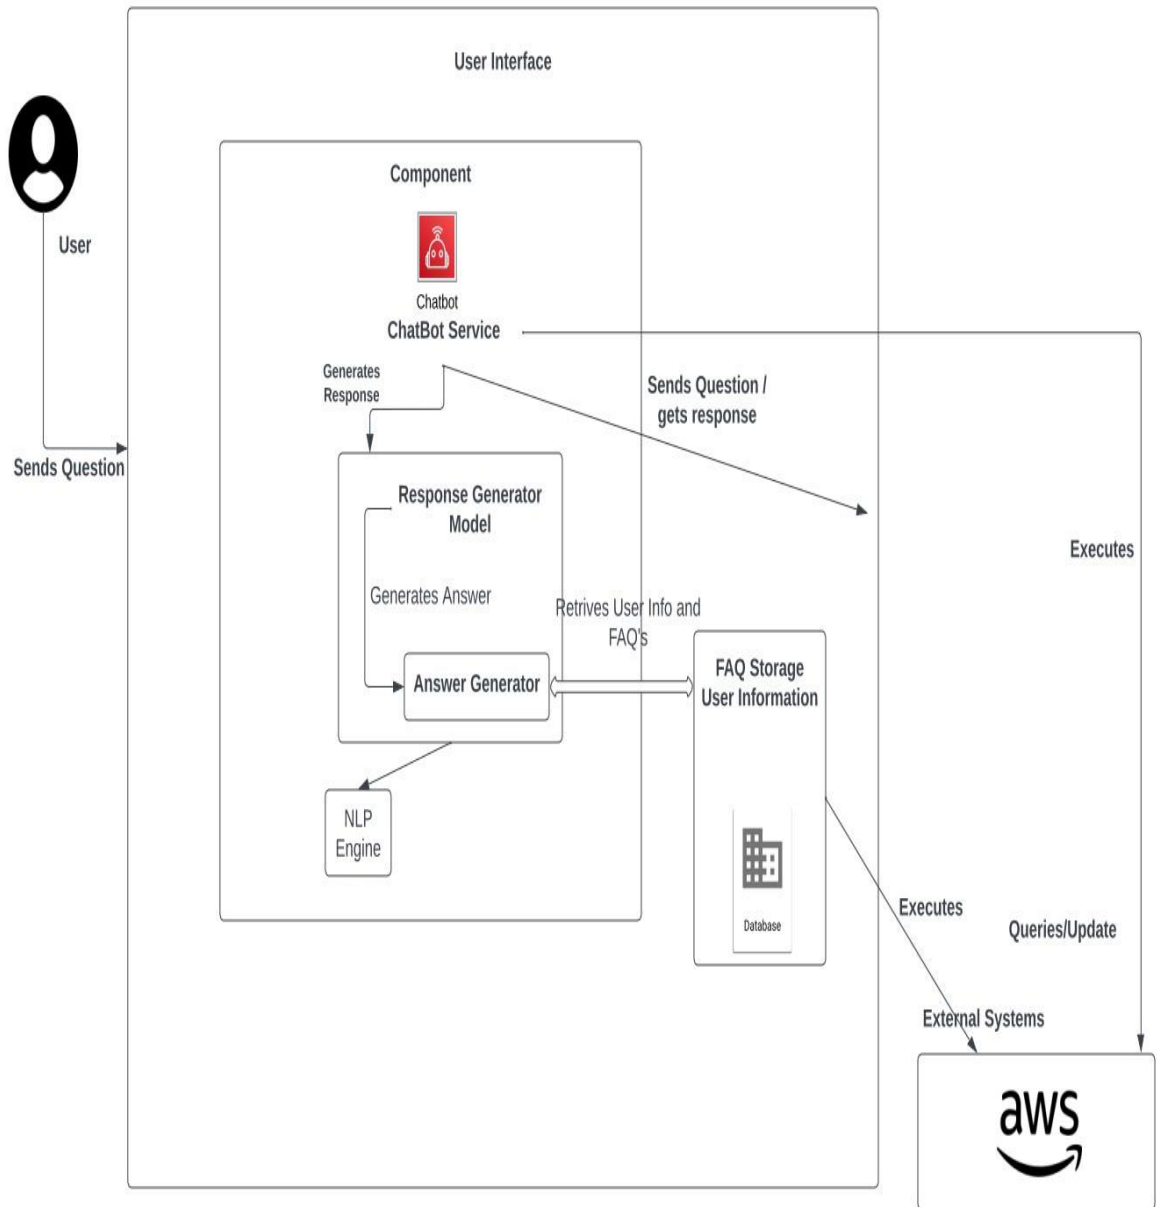 User Interface
Component
User
Chatbot
ChatBot Service
Generates
Response
Sends Question /
gets response
Sends Question
Response Generator
Model
Executes
Generates Answer
Retrives User Info and
FAQ's
Answer Generator
FAQ Storage
User Information
NLP
Engine
Database
Executes
Queries/Update
External Systems
aws